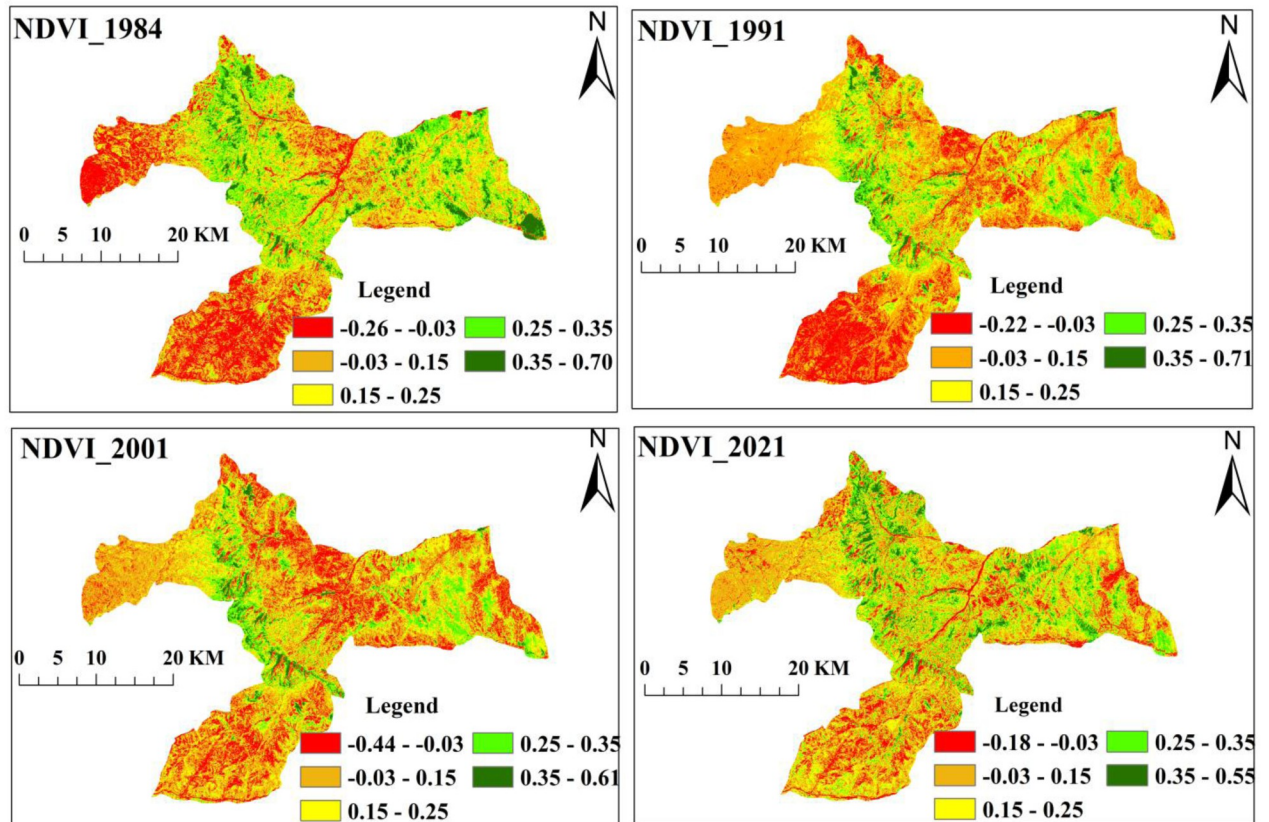 NDVI_1984
N
0 5 10 20 KM
Legend
-0.26 - -0.03 0.25 - 0.35
-0.03 - 0.15 0.35 - 0.70
0.15 - 0.25
NDVI_1991
N
0 5 10 20 KM
Legend
-0.22 - -0.03 0.25 - 0.35
-0.03 - 0.15 0.35 - 0.71
0.15 - 0.25
NDVI_2001
N
0 5 10 20 KM
Legend
-0.44 - -0.03 0.25 - 0.35
-0.03 - 0.15 0.35 - 0.61
0.15 - 0.25
NDVI_2021
N
0 5 10 20 KM
Legend
-0.18 - -0.03 0.25 - 0.35
-0.03 - 0.15 0.35 - 0.55
0.15 - 0.25